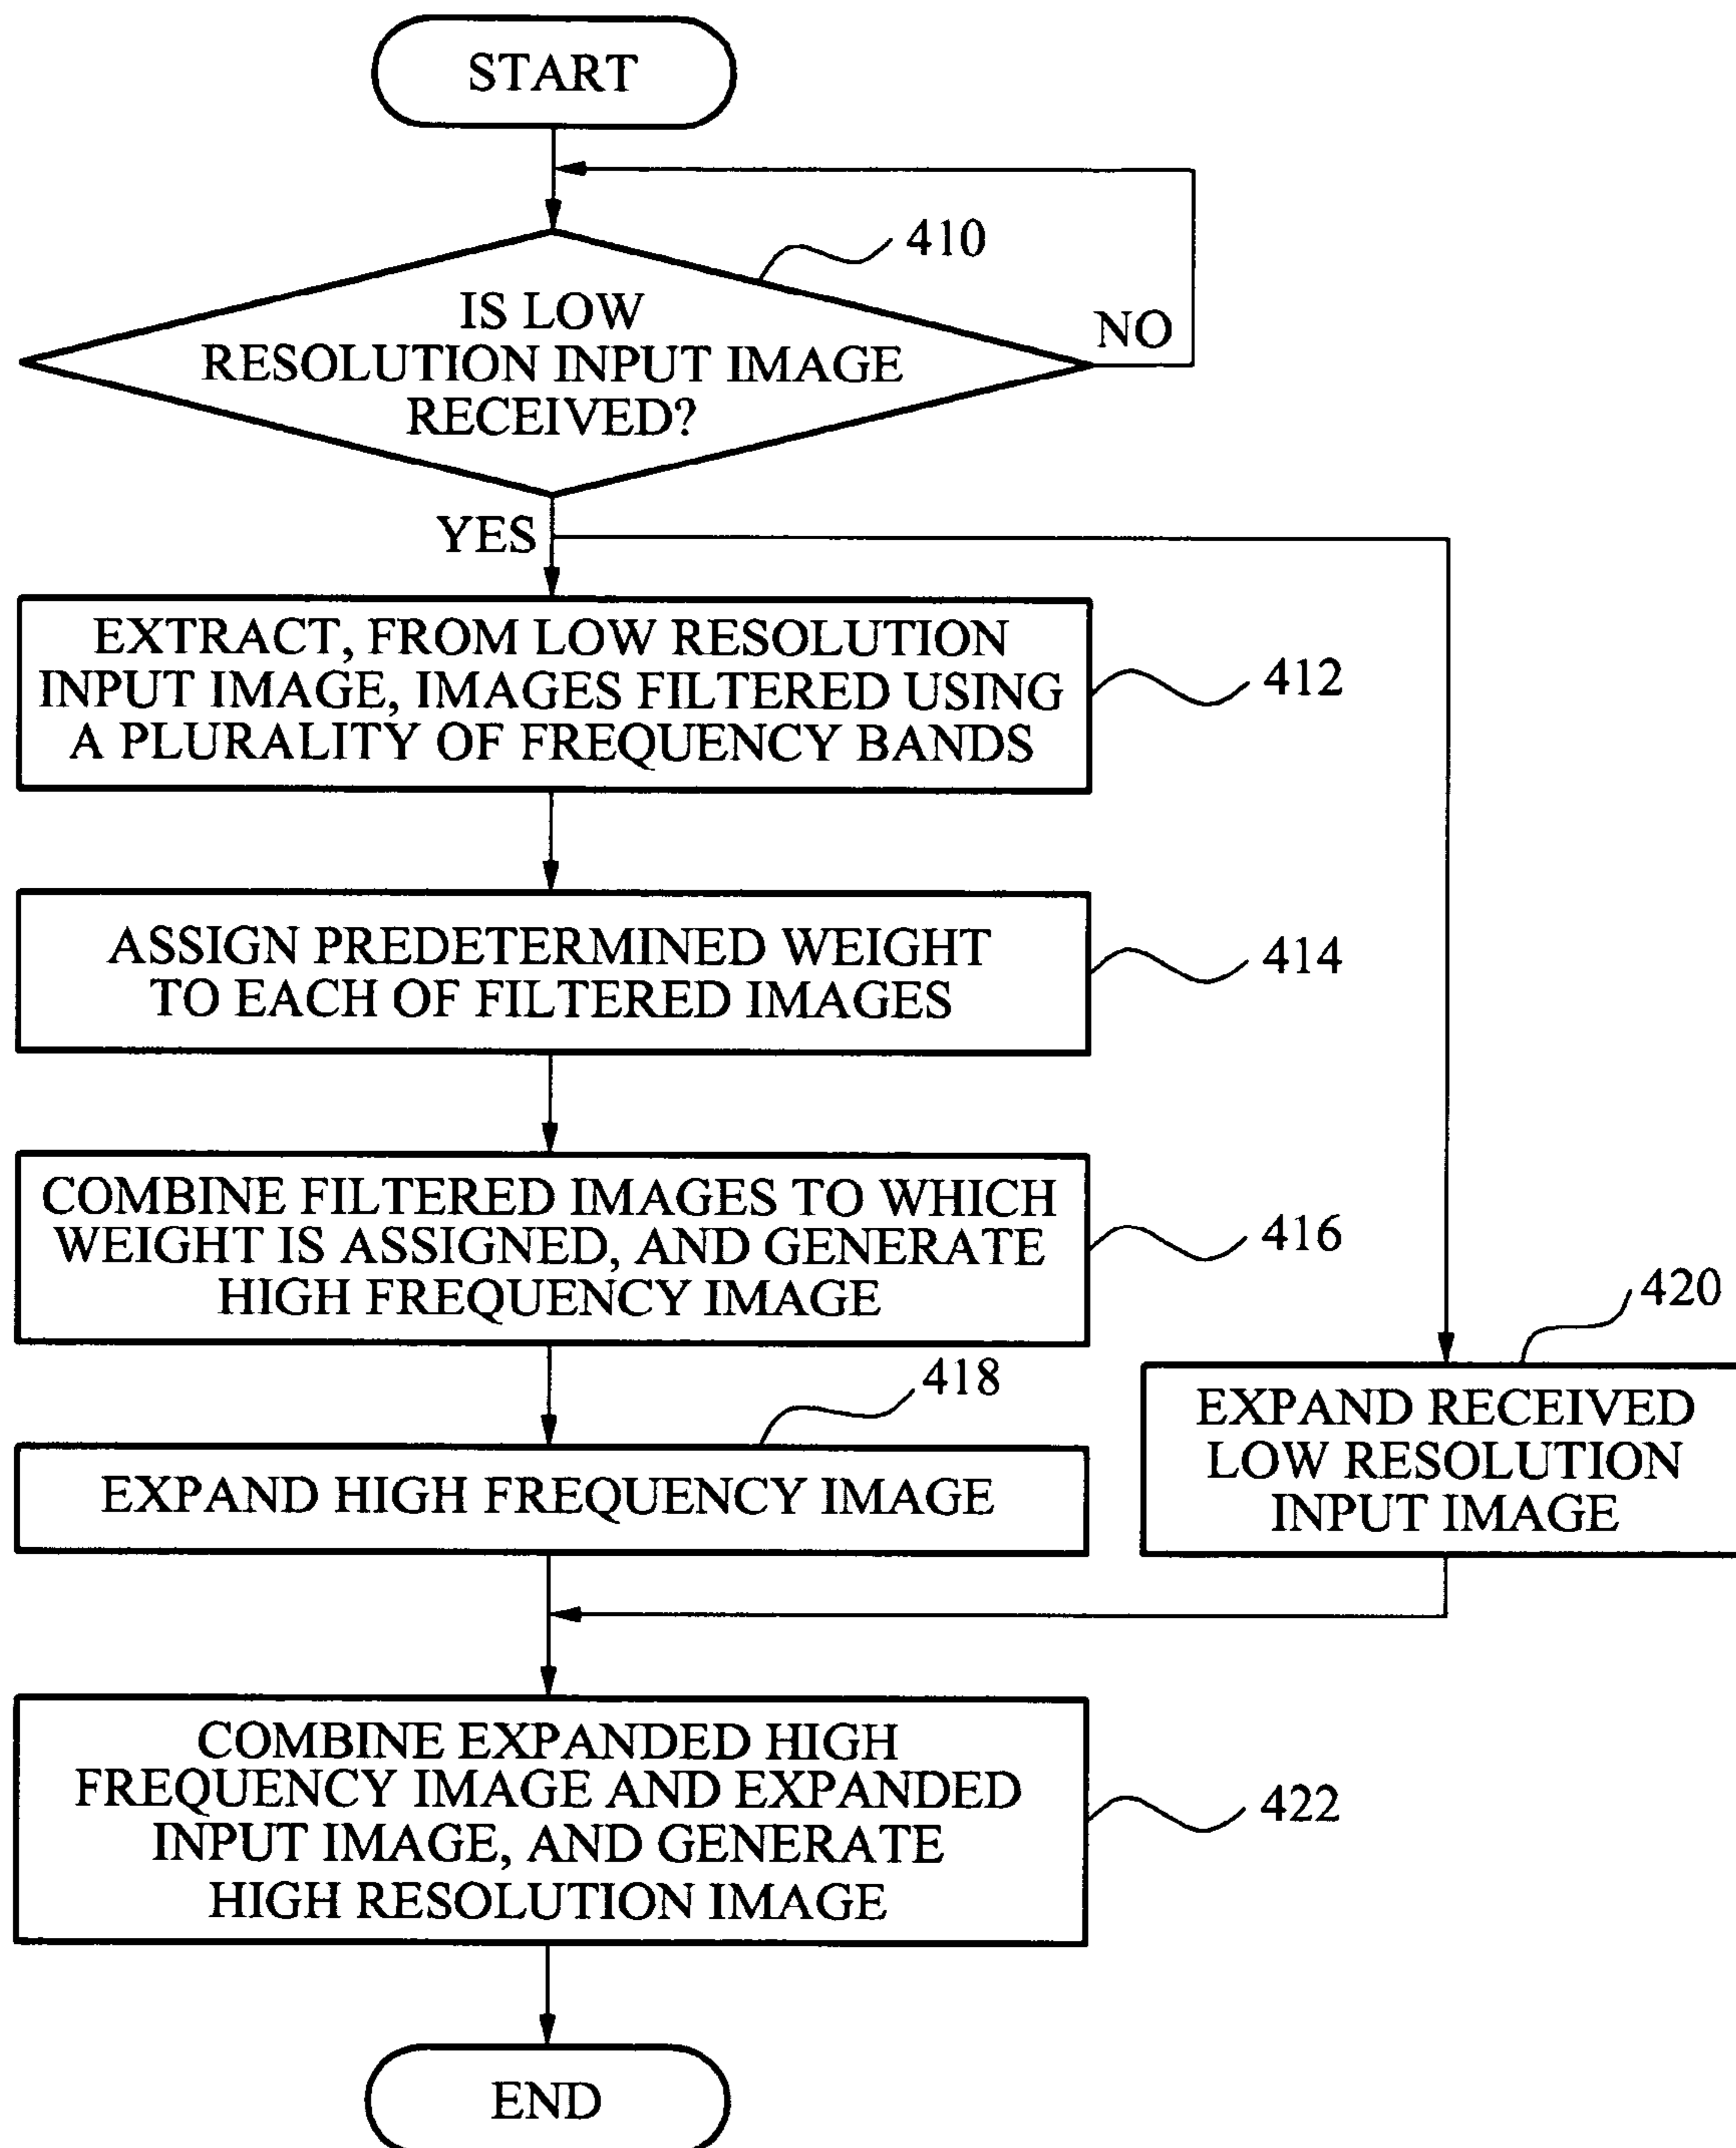 START
410
IS LOW
RESOLUTION INPUT IMAGE
RECEIVED?
NO
YES
EXTRACT, FROM LOW RESOLUTION
INPUT IMAGE, IMAGES FILTERED USING
A PLURALITY OF FREQUENCY BANDS
412
ASSIGN PREDETERMINED WEIGHT
TO EACH OF FILTERED IMAGES
414
COMBINE FILTERED IMAGES TO WHICH
WEIGHT IS ASSIGNED, AND GENERATE
HIGH FREQUENCY IMAGE
416
418
EXPAND HIGH FREQUENCY IMAGE
420
EXPAND RECEIVED
LOW RESOLUTION
INPUT IMAGE
COMBINE EXPANDED HIGH
FREQUENCY IMAGE AND EXPANDED
INPUT IMAGE, AND GENERATE
HIGH RESOLUTION IMAGE
422
END